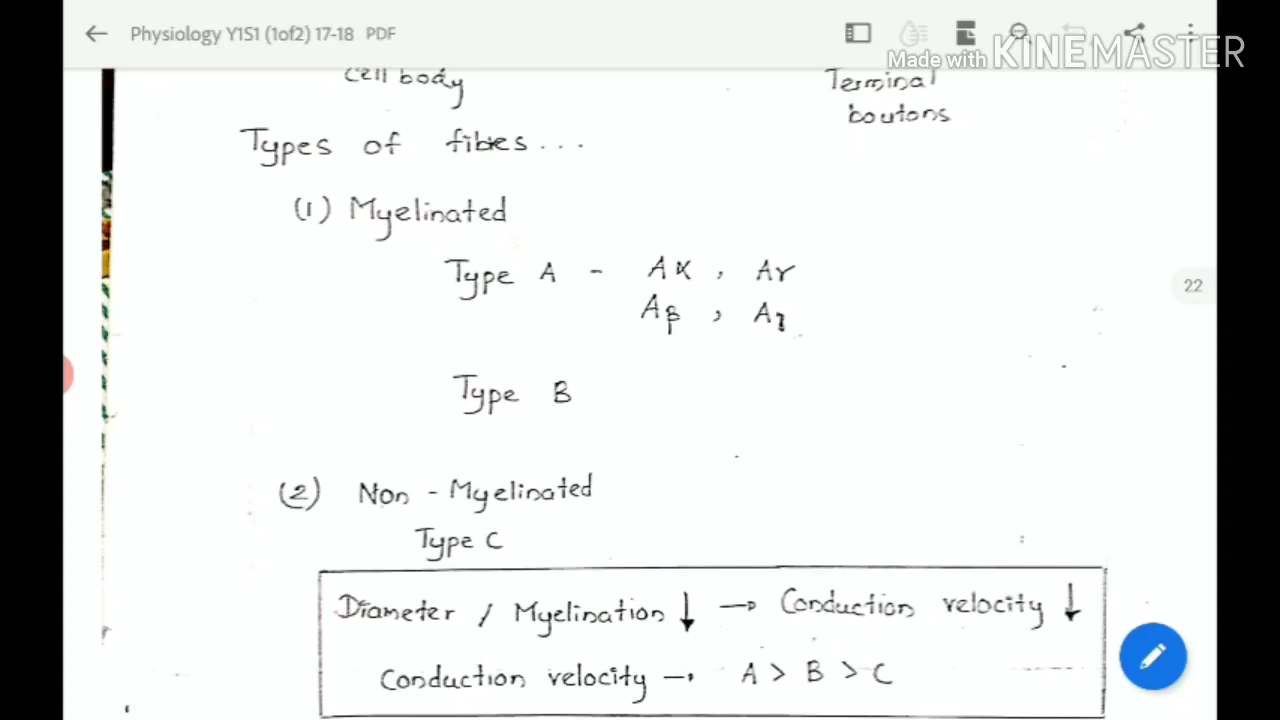 Physiology Y1S1 (1of2) 17-18 PDF
Made with KINEMASTER
Cell body
Terminal
boutons
Types of fibres...
(1) Myelinated
Type A - Aα, Aγ
Aβ,
22
Type B
(2) Non - Myelinated
Type C
Diameter / Myelination ↓ → Conduction velocity ↓
Conduction velocity → A > B > C